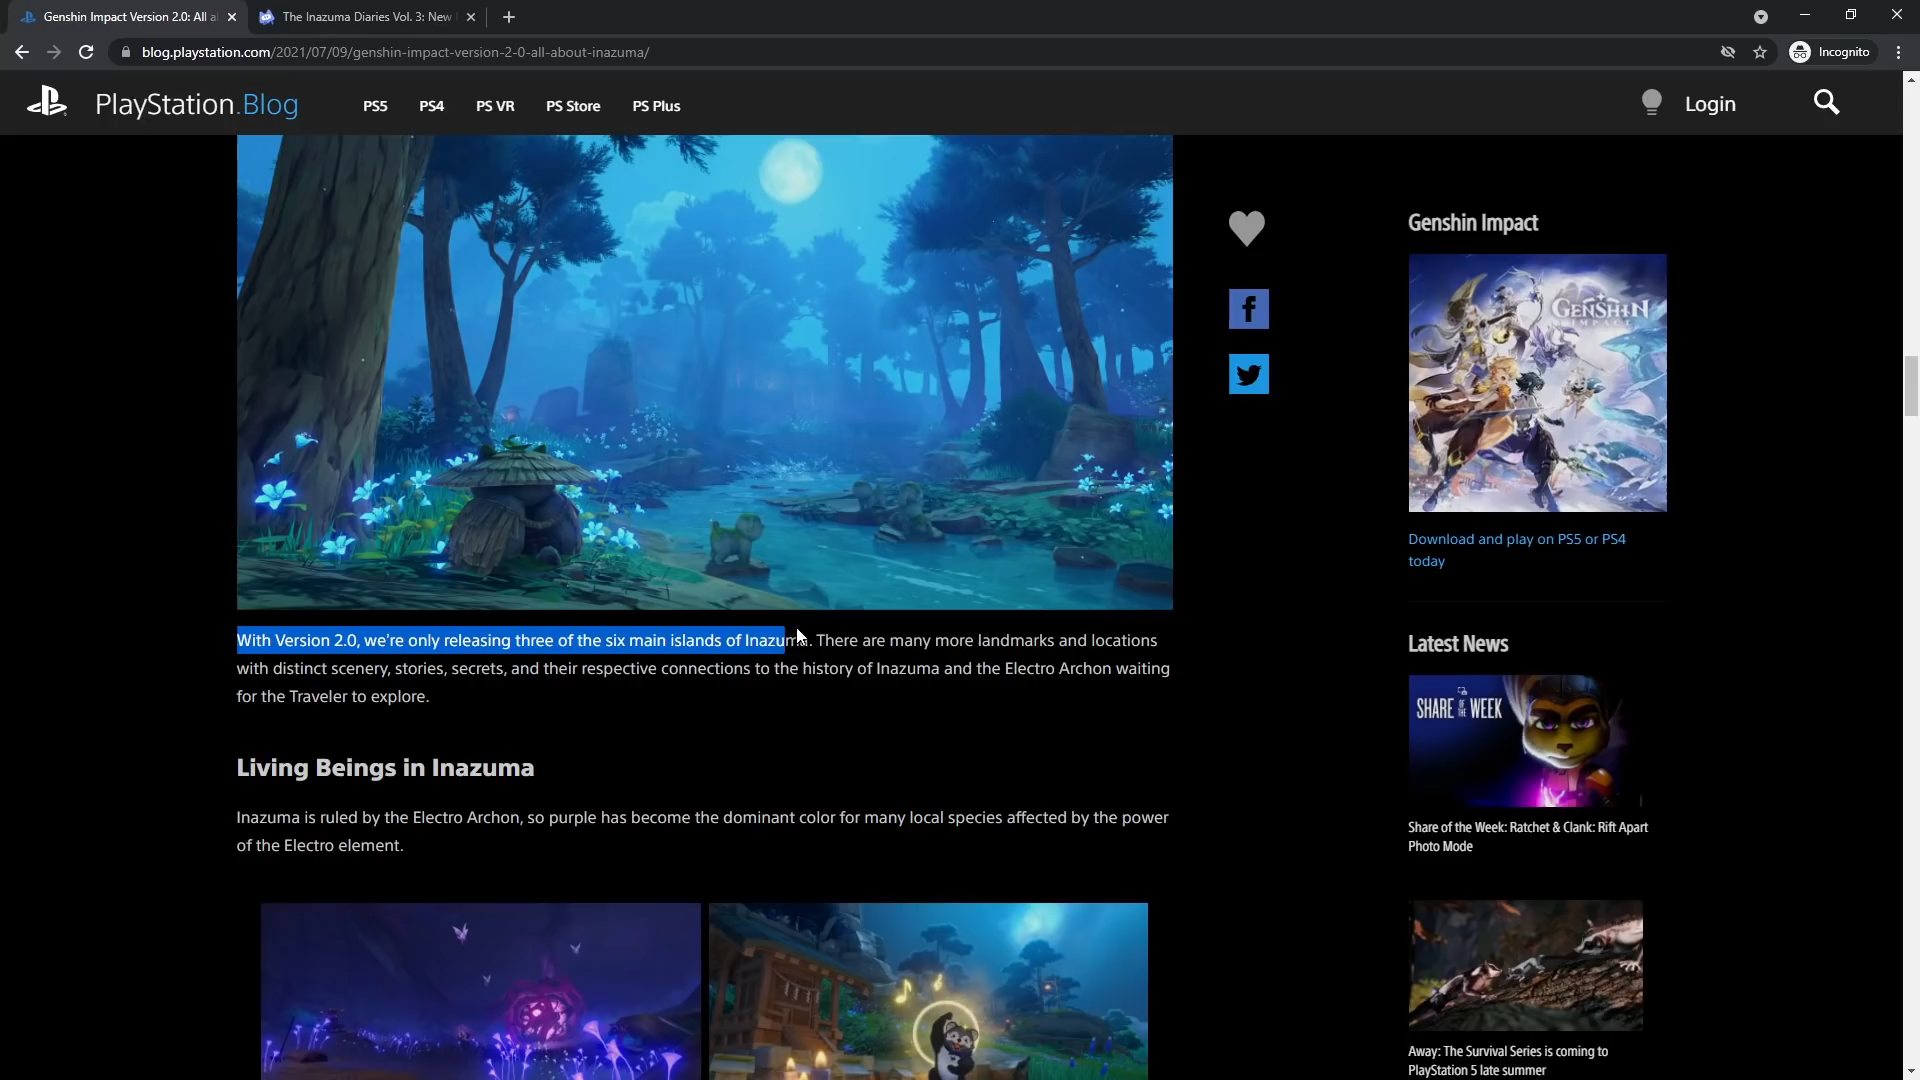 Genshin Impact Version 2.0: All a
The Inazuma Diaries Vol. 3: New
blog.playstation.com/2021/07/09/genshin-impact-version-2-0-all-about-inazuma/
Incognito
PlayStation.Blog
PS5
PS4
PS VR
PS Store
PS Plus
Login
With Version 2.0, we're only releasing three of the six main islands of Inazuma. There are many more landmarks and locations
with distinct scenery, stories, secrets, and their respective connections to the history of Inazuma and the Electro Archon waiting
for the Traveler to explore.
Living Beings in Inazuma
Inazuma is ruled by the Electro Archon, so purple has become the dominant color for many local species affected by the power
of the Electro element.
Genshin Impact
GENSHIN
IMPACT
Download and play on PS5 or PS4
today
Latest News
SHARE OF THE WEEK
Share of the Week: Ratchet & Clank: Rift Apart
Photo Mode
Away: The Survival Series is coming to
PlayStation 5 late summer